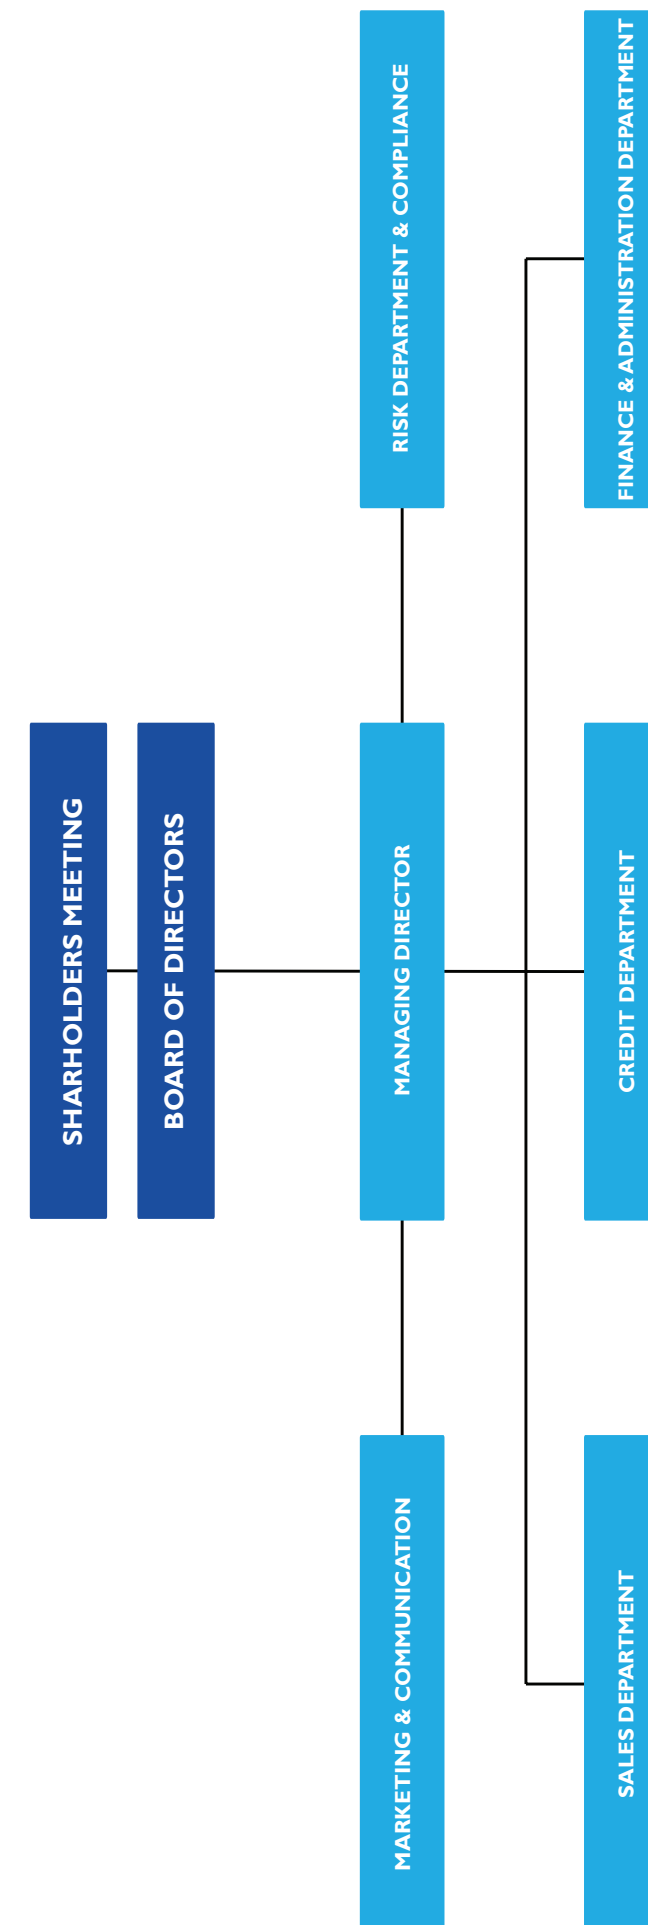 SHARHOLDERS MEETING
BOARD OF DIRECTORS
MARKETING & COMMUNICATION
MANAGING DIRECTOR
RISK DEPARTMENT & COMPLIANCE
SALES DEPARTMENT
CREDIT DEPARTMENT
FINANCE & ADMINISTRATION DEPARTMENT